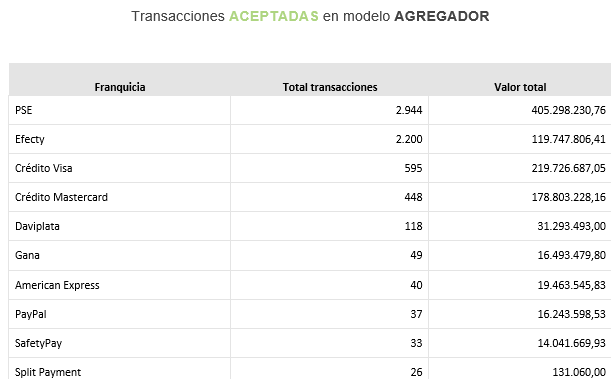 Transacciones ACEPTADAS en modelo AGREGADOR
Franquicia Total transacciones Valor total
PSE 2.944 405.298.230,76
Efecty 2.200 119.747.806,41
Crédito Visa 595 219.726.687,05
Crédito Mastercard 448 178.803.228,16
Daviplata 118 31.293.493,00
Gana 49 16.493.479,80
American Express 40 19.463.545,83
PayPal 37 16.243.598,53
SafetyPay 33 14.041.669,93
Split Payment 26 131.060,00